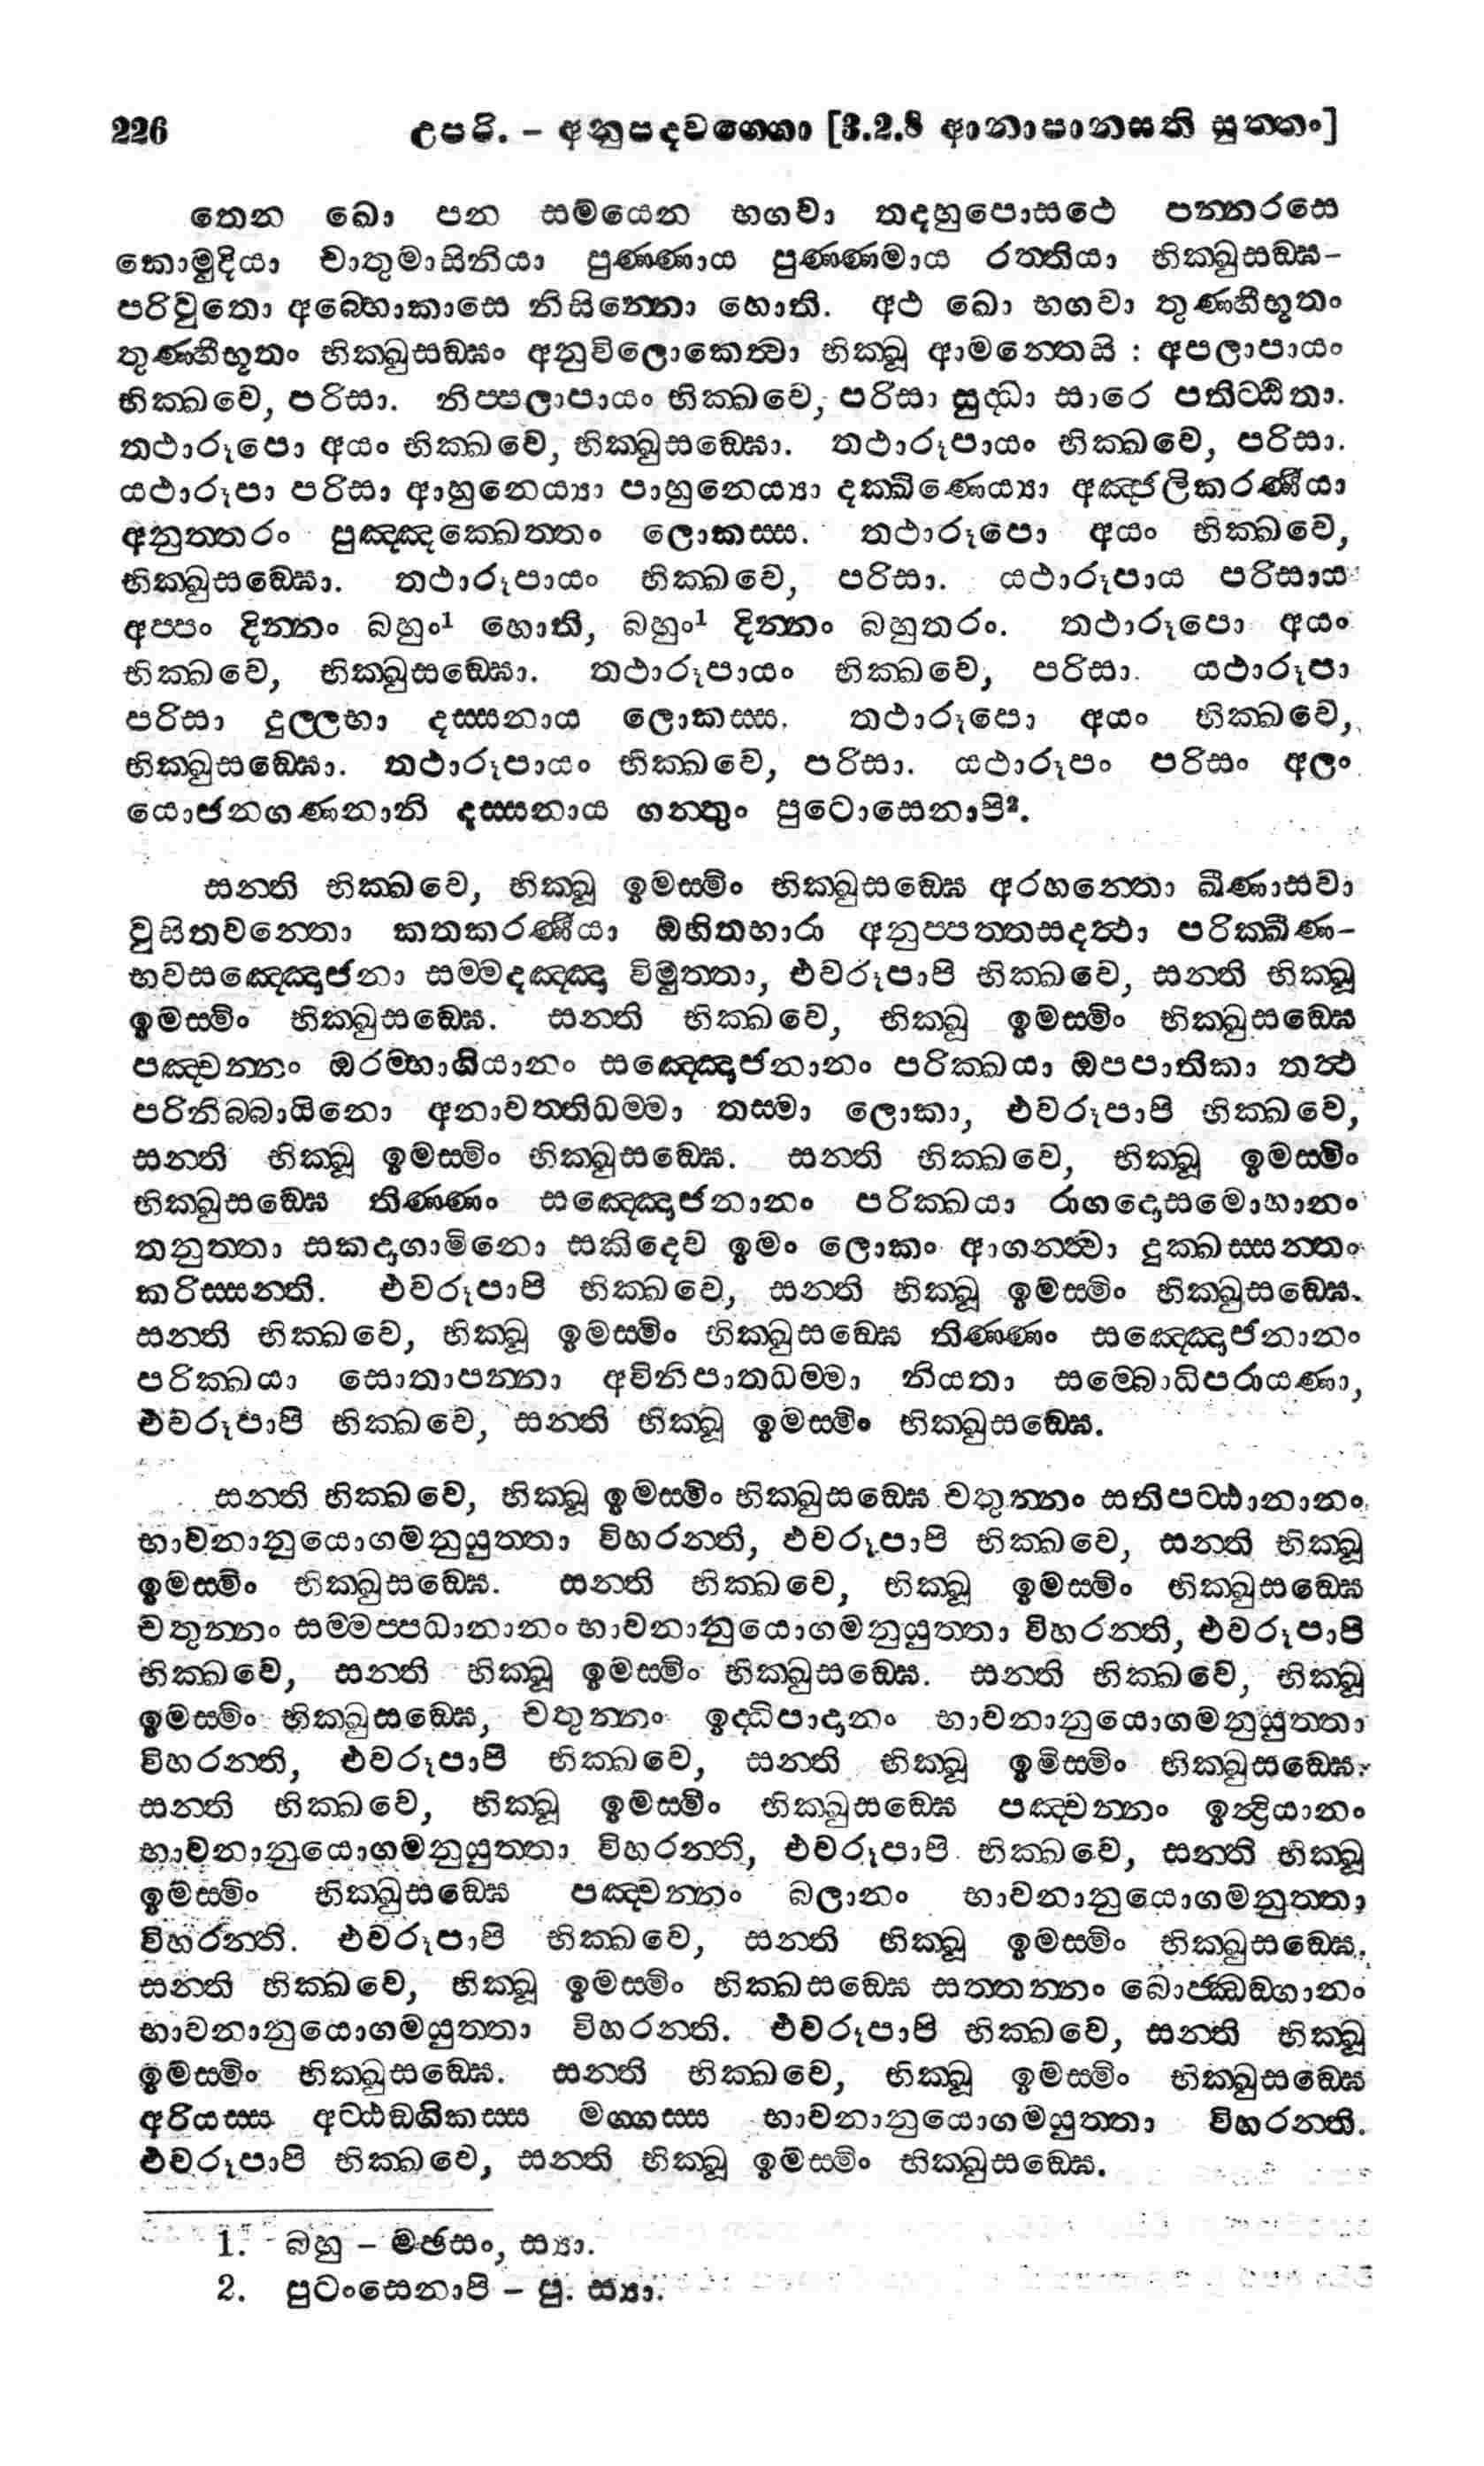 226 උපරි. – අනුපදවග්ගො [3.2.8 ආනාපානසති සුත්තං]
තෙන ඛො පන සමයෙන භගවා තදහුපොසථෙ පන්නරසෙ
කොමුදියා චාතුමාසිනියා පුණ්ණාය පුණ්ණමාය රත්තියා භික්ඛුසඞ්ඝ-
පරිවුතො අබ්භොකාසෙ නිසින්නො හොති. අථ ඛො භගවා තුණ්හීභූතං
තුණ්හීභූතං භික්ඛුසඞ්ඝං අනුවිලොකෙත්වා භික්ඛූ ආමන්තෙසි : අපලාපායං
භික්ඛවෙ, පරිසා. නිප්පලාපායං භික්ඛවෙ, පරිසා සුද්ධා සාරෙ පතිට්ඨිතා.
තථාරූපො අයං භික්ඛවෙ, භික්ඛුසඞ්ඝො. තථාරූපායං භික්ඛවෙ, පරිසා.
යථාරූපා පරිසා ආහුනෙය්‍යා පාහුනෙය්‍යා දක්ඛිණෙය්‍යා අඤ්ජලිකරණීයා
අනුත්තරං පුඤ්ඤක්ඛෙත්තං ලොකස්ස. තථාරූපො අයං භික්ඛවෙ,
භික්ඛුසඞ්ඝො. තථාරූපායං භික්ඛවෙ, පරිසා. යථාරූපාය පරිසාය
අප්පං දින්නං බහුං¹ හොති, බහුං¹ දින්නං බහුතරං. තථාරූපො අයං
භික්ඛවෙ, භික්ඛුසඞ්ඝො. තථාරූපායං භික්ඛවෙ, පරිසා. යථාරූපා
පරිසා දුල්ලභා දස්සනාය ලොකස්ස. තථාරූපො අයං භික්ඛවෙ,
භික්ඛුසඞ්ඝො. තථාරූපායං භික්ඛවෙ, පරිසා. යථාරූපං පරිසං අලං
යොජනගණනානි දස්සනාය ගන්තුං පුටොසෙනාපි².
සන්ති භික්ඛවෙ, භික්ඛූ ඉමස්මිං භික්ඛුසඞ්ඝෙ අරහන්තො ඛීණාසවා
වුසිතවන්තො කතකරණීයා ඔහිතභාරා අනුප්පත්තසදත්ථා පරික්ඛීණ-
භවසඤ්ඤොජනා සම්මදඤ්ඤා විමුත්තා, එවරූපාපි භික්ඛවෙ, සන්ති භික්ඛූ
ඉමස්මිං භික්ඛුසඞ්ඝෙ. සන්ති භික්ඛවෙ, භික්ඛූ ඉමස්මිං භික්ඛුසඞ්ඝෙ
පඤ්චන්නං ඔරම්භාගියානං සඤ්ඤොජනානං පරික්ඛයා ඔපපාතිකා තත්ථ
පරිනිබ්බායිනො අනාවත්තිධම්මා තස්මා ලොකා, එවරූපාපි භික්ඛවෙ,
සන්ති භික්ඛූ ඉමස්මිං භික්ඛුසඞ්ඝෙ. සන්ති භික්ඛවෙ, භික්ඛූ ඉමස්මිං
භික්ඛුසඞ්ඝෙ තිණ්ණං සඤ්ඤොජනානං පරික්ඛයා රාගදොසමොහානං
තනුත්තා සකදාගාමිනො සකිදෙව ඉමං ලොකං ආගන්ත්වා දුක්ඛස්සන්තං
කරිස්සන්ති. එවරූපාපි භික්ඛවෙ, සන්ති භික්ඛූ ඉමස්මිං භික්ඛුසඞ්ඝෙ.
සන්ති භික්ඛවෙ, භික්ඛූ ඉමස්මිං භික්ඛුසඞ්ඝෙ තිණ්ණං සඤ්ඤොජනානං
පරික්ඛයා සොතාපන්නා අවිනිපාතධම්මා නියතා සම්බොධිපරායණා,
එවරූපාපි භික්ඛවෙ, සන්ති භික්ඛූ ඉමස්මිං භික්ඛුසඞ්ඝෙ.
සන්ති භික්ඛවෙ, භික්ඛූ ඉමස්මිං භික්ඛුසඞ්ඝෙ චතුන්නං සතිපට්ඨානානං
භාවනානුයොගමනුයුත්තා විහරන්ති, එවරූපාපි භික්ඛවෙ, සන්ති භික්ඛූ
ඉමස්මිං භික්ඛුසඞ්ඝෙ. සන්ති භික්ඛවෙ, භික්ඛූ ඉමස්මිං භික්ඛුසඞ්ඝෙ
චතුන්නං සම්මප්පධානානං භාවනානුයොගමනුයුත්තා විහරන්ති, එවරූපාපි
භික්ඛවෙ, සන්ති භික්ඛූ ඉමස්මිං භික්ඛුසඞ්ඝෙ. සන්ති භික්ඛවෙ, භික්ඛූ
ඉමස්මිං භික්ඛුසඞ්ඝෙ, චතුන්නං ඉද්ධිපාදානං භාවනානුයොගමනුයුත්තා
විහරන්ති, එවරූපාපි භික්ඛවෙ, සන්ති භික්ඛූ ඉමිස්මිං භික්ඛුසඞ්ඝෙ.
සන්ති භික්ඛවෙ, භික්ඛූ ඉමස්මිං භික්ඛුසඞ්ඝෙ පඤ්චන්නං ඉන්ද්‍රියානං
භාවනානුයොගමනුයුත්තා විහරන්ති, එවරූපාපි භික්ඛවෙ, සන්ති භික්ඛූ
ඉමස්මිං භික්ඛුසඞ්ඝෙ පඤ්චන්නං බලානං භාවනානුයොගමනුත්තා
විහරන්ති. එවරූපාපි භික්ඛවෙ, සන්ති භික්ඛූ ඉමස්මිං භික්ඛුසඞ්ඝෙ.
සන්ති භික්ඛවෙ, භික්ඛූ ඉමස්මිං භික්ඛසඞ්ඝෙ සත්තන්නං බොජ්ඣඞ්ගානං
භාවනානුයොගමයුත්තා විහරන්ති. එවරූපාපි භික්ඛවෙ, සන්ති භික්ඛූ
ඉමස්මිං භික්ඛුසඞ්ඝෙ. සන්ති භික්ඛවෙ, භික්ඛූ ඉමස්මිං භික්ඛුසඞ්ඝෙ
අරියස්ස අට්ඨඞ්ගිකස්ස මග්ගස්ස භාවනානුයොගමයුත්තා විහරන්ති.
එවරූපාපි භික්ඛවෙ, සන්ති භික්ඛූ ඉමස්මිං භික්ඛුසඞ්ඝෙ.
1. බහු – මඡසං, ස්‍යා.
2. පුටංසෙනාපි – පු. ස්‍යා.